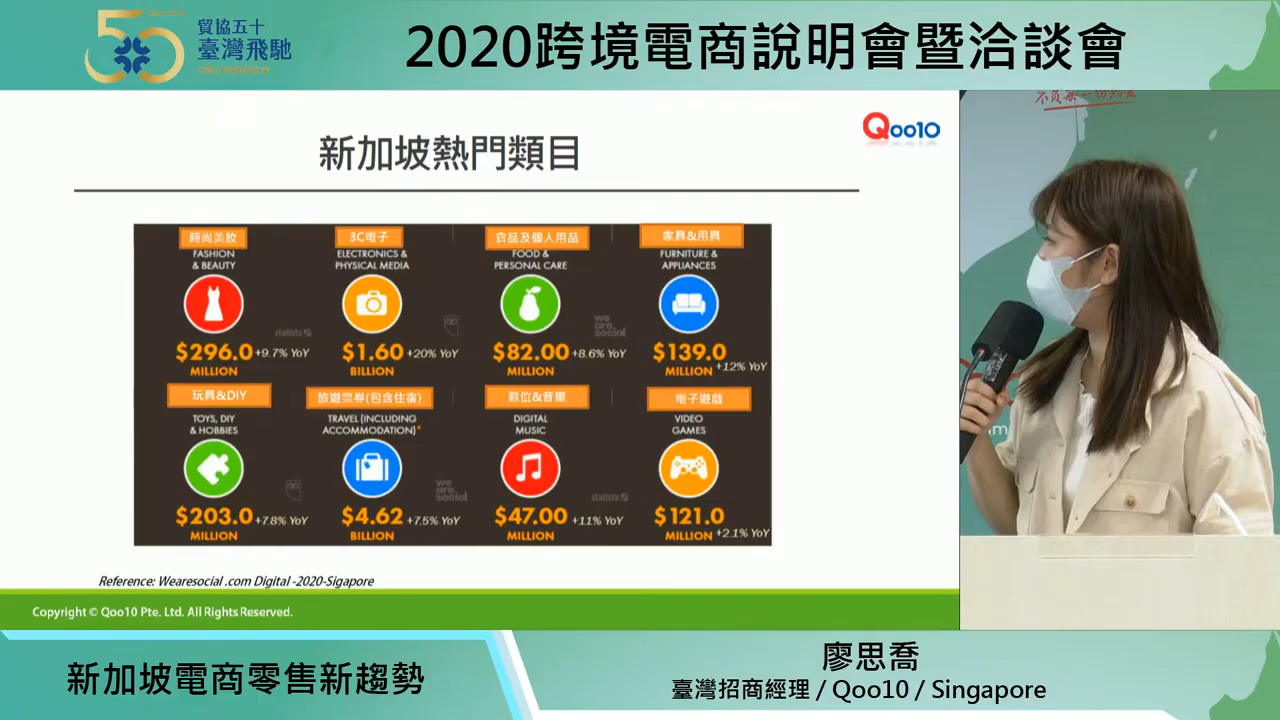 貿協五十
臺灣飛馳
2020跨境電商說明會暨洽談會
Qoo10
新加坡熱門類目
時尚美妝
FASHION
& BEAUTY
$296.0 +9.7% YoY
MILLION
3C電子
ELECTRONICS &
PHYSICAL MEDIA
$1.60 +20% YoY
BILLION
食品及個人用品
FOOD &
PERSONAL CARE
$82.00 +8.6% YoY
MILLION
家具&用具
FURNITURE &
APPLIANCES
$139.0
MILLION +12% YoY
statista
we
are
social
玩具&DIY
TOYS, DIY
& HOBBIES
$203.0 +7.8% YoY
MILLION
旅遊票券(包含住宿)
TRAVEL (INCLUDING
ACCOMMODATION)*
$4.62 +7.5% YoY
BILLION
數位&音樂
DIGITAL
MUSIC
$47.00 +11% YoY
MILLION
電子遊戲
VIDEO
GAMES
$121.0
MILLION +2.1% YoY
we
are
social
statista
Reference: Wearesocial .com Digital -2020-Sigapore
Copyright © Qoo10 Pte. Ltd. All Rights Reserved.
新加坡電商零售新趨勢
廖思喬
臺灣招商經理 / Qoo10 / Singapore